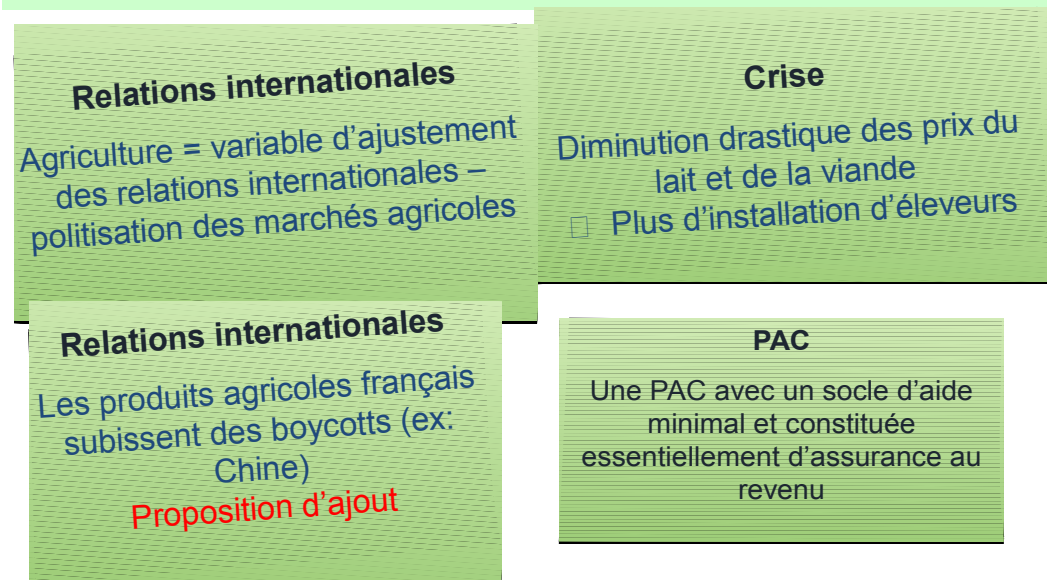 Relations internationales
Agriculture = variable d’ajustement
des relations internationales –
politisation des marchés agricoles
Crise
Diminution drastique des prix du
lait et de la viande
Plus d’installation d’éleveurs
Relations internationales
Les produits agricoles français
subissent des boycotts (ex:
Chine)
Proposition d’ajout
PAC
Une PAC avec un socle d’aide
minimal et constituée
essentiellement d’assurance au
revenu